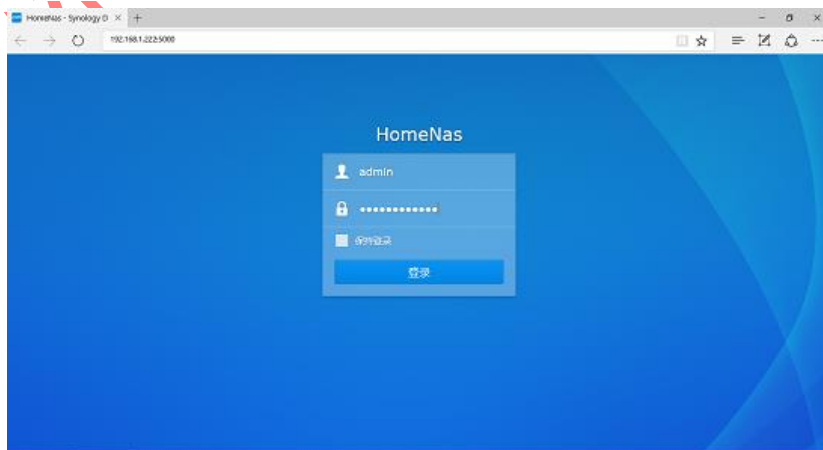 HomeNas - Synology D
192.168.1.222:5000
HomeNas
admin
保持登录
登录